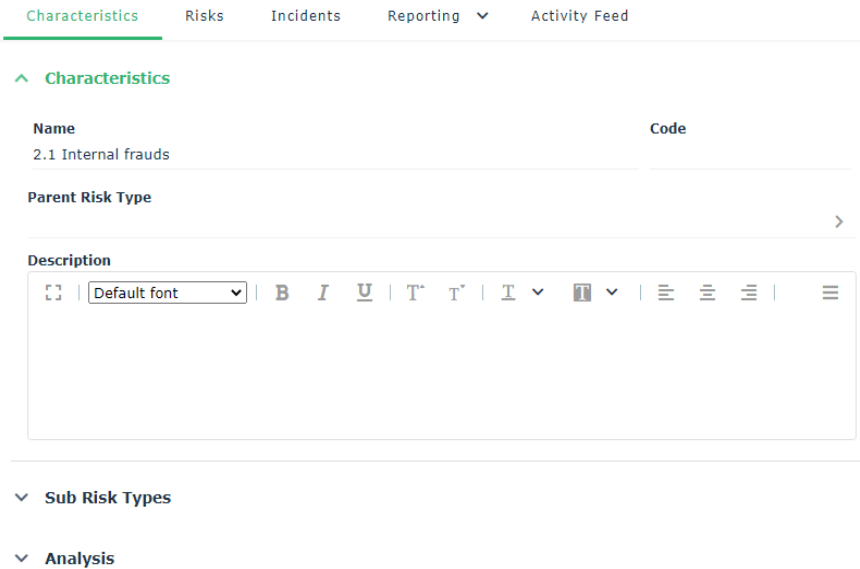 Characteristics Risks Incidents Reporting Activity Feed
Characteristics
Name Code
2.1 Internal frauds
Parent Risk Type
Description
Default font B I U T T T T
Sub Risk Types
Analysis